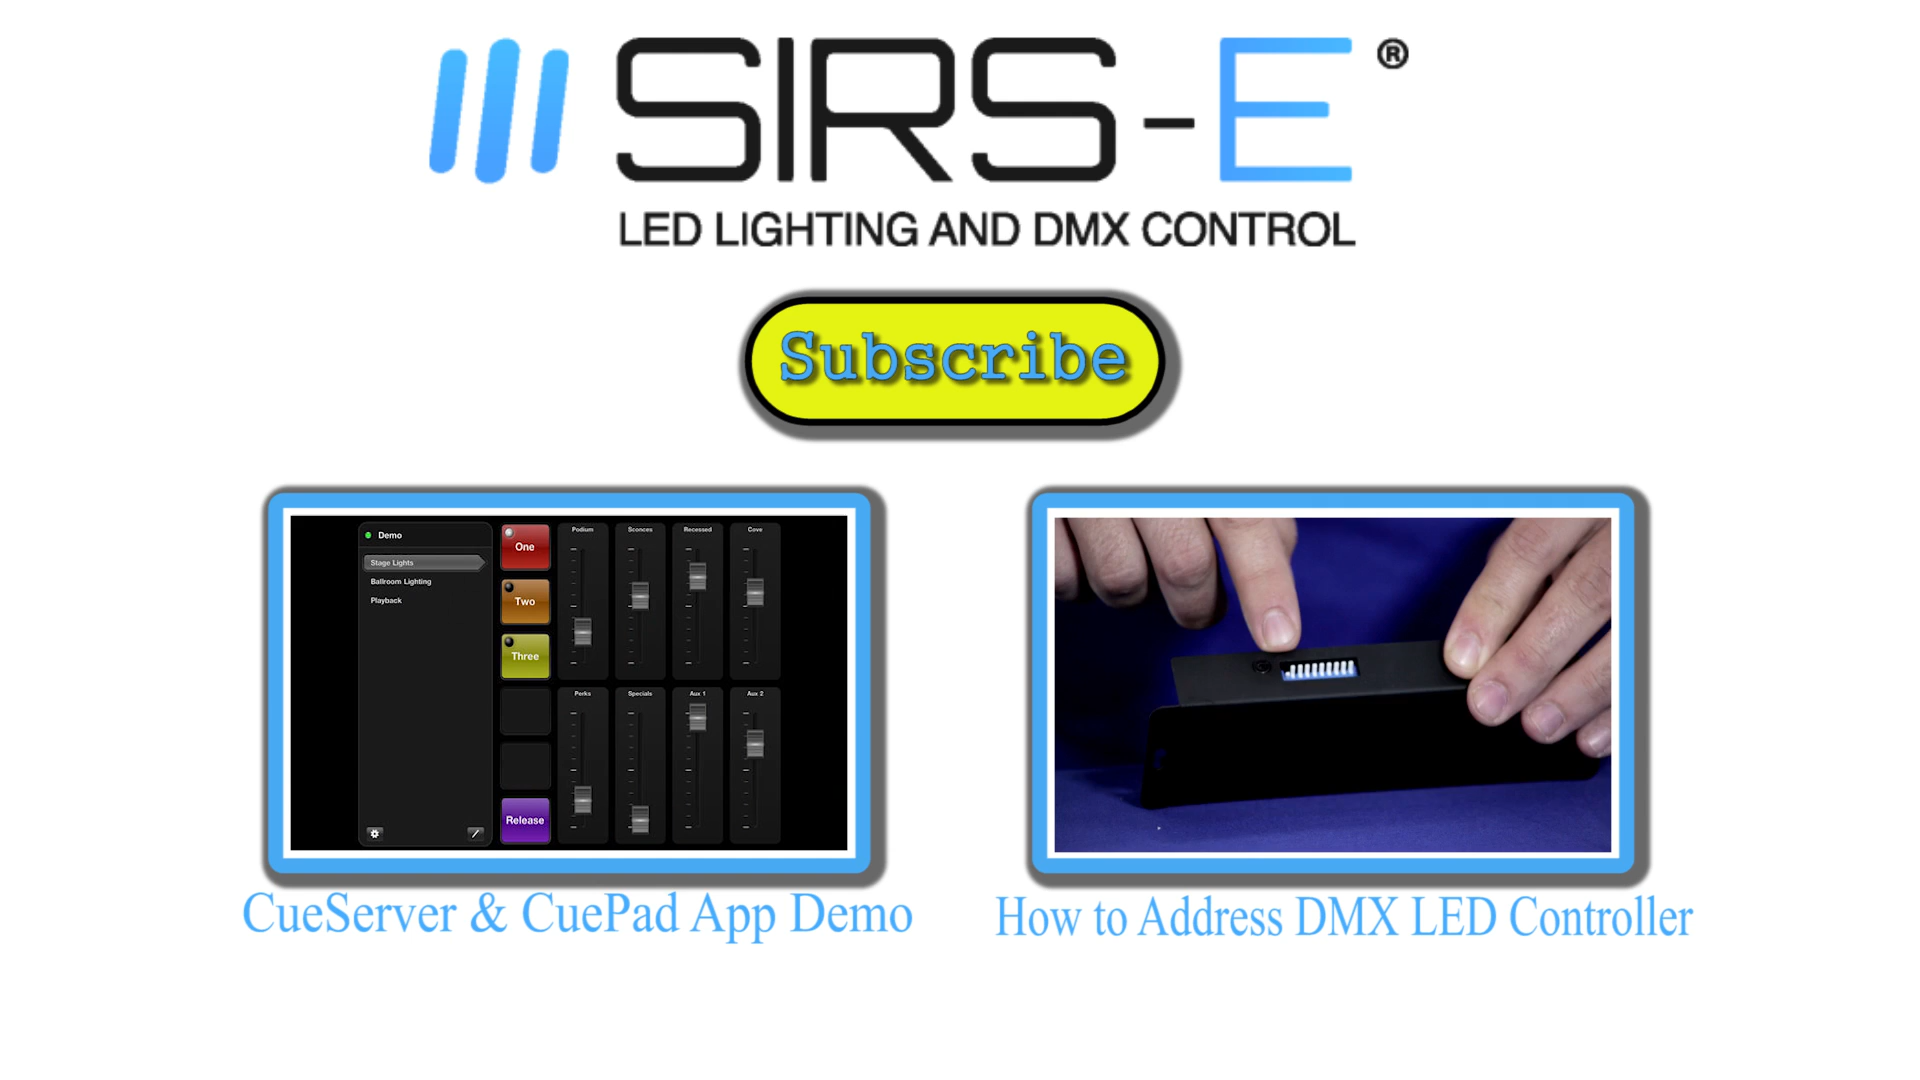 SIRS-E®
LED LIGHTING AND DMX CONTROL
Subscribe
Demo
Stage Lights
Ballroom Lighting
Playback
One
Two
Three
Release
Podium Sconces Recessed Cove
Perks Specials Aux 1 Aux 2
CueServer & CuePad App Demo
How to Address DMX LED Controller